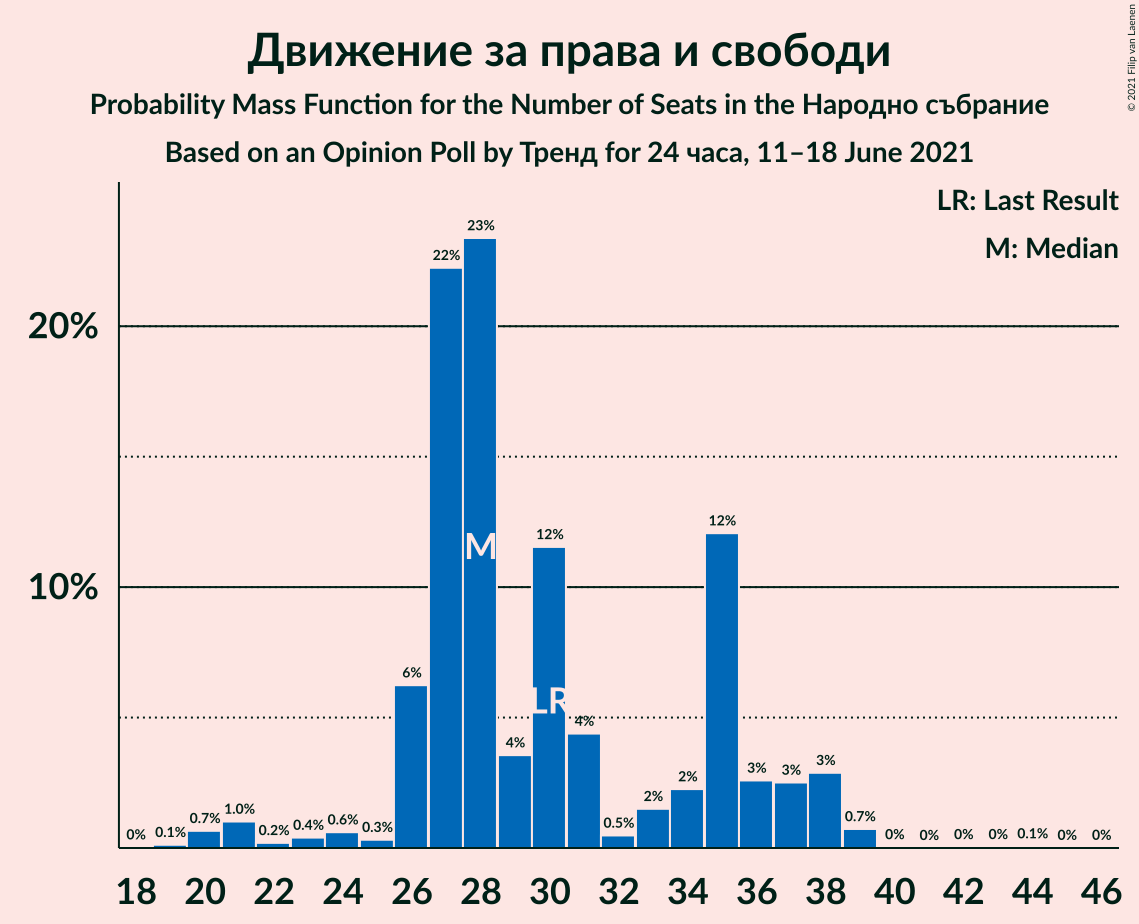 Движение за права и свободи
Probability Mass Function for the Number of Seats in the Народно събрание
Based on an Opinion Poll by Тренд for 24 часа, 11–18 June 2021
© 2021 Filip van Laenen
LR: Last Result
M: Median
20%
10%
0% 0.1% 0.7% 1.0% 0.2% 0.4% 0.6% 0.3% 6% 22% 23% 4% 12% 4% 0.5% 2% 2% 12% 3% 3% 3% 0.7% 0% 0% 0% 0% 0.1% 0% 0%
M
LR
18 20 22 24 26 28 30 32 34 36 38 40 42 44 46